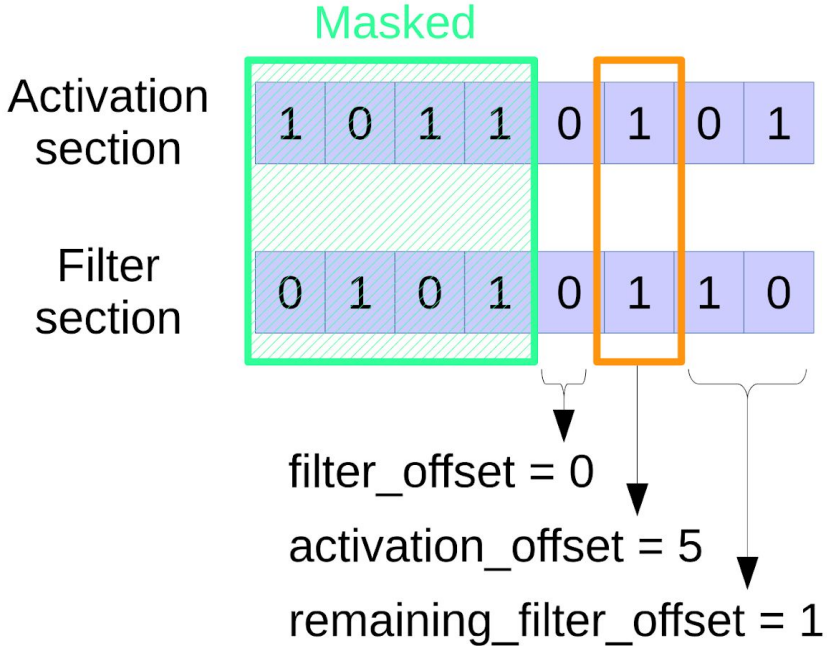 Masked
Activation
section
1 0 1 1 0 1 0 1
Filter
section
0 1 0 1 0 1 1 0
filter_offset = 0
activation_offset = 5
remaining_filter_offset = 1